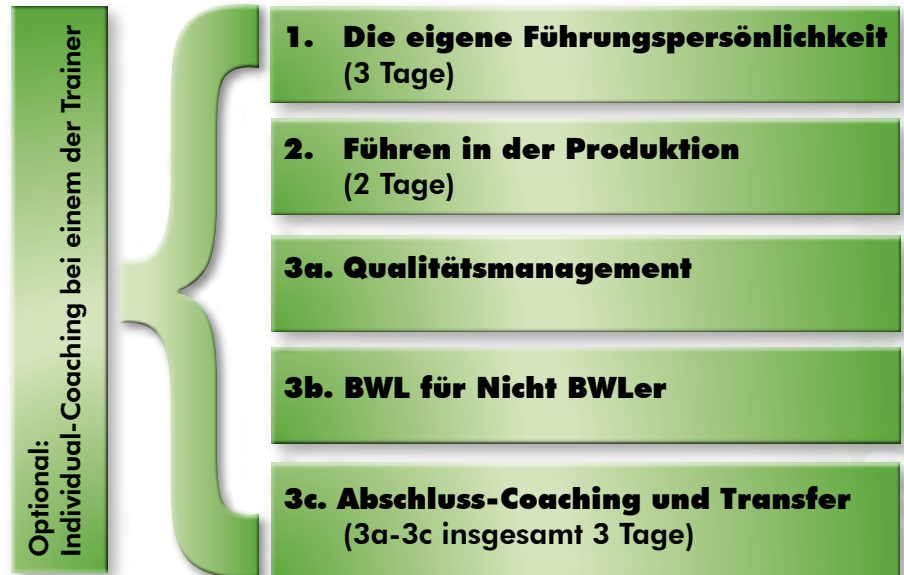 Optional:
Individual-Coaching bei einem der Trainer
1. Die eigene Führungspersönlichkeit
(3 Tage)
2. Führen in der Produktion
(2 Tage)
3a. Qualitätsmanagement
3b. BWL für Nicht BWLer
3c. Abschluss-Coaching und Transfer
(3a-3c insgesamt 3 Tage)